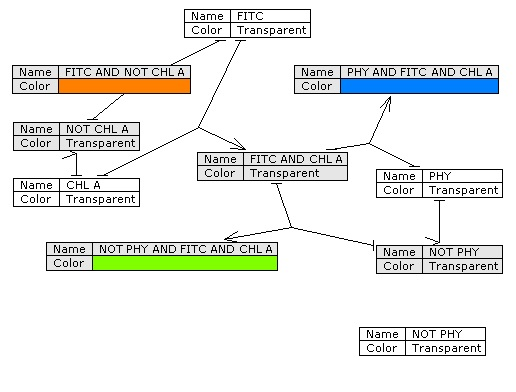 Name FITC
Color Transparent
Name FITC AND NOT CHL A
Color
Name PHY AND FITC AND CHL A
Color
Name NOT CHL A
Color Transparent
Name FITC AND CHL A
Color Transparent
Name CHL A
Color Transparent
Name PHY
Color Transparent
Name NOT PHY AND FITC AND CHL A
Color
Name NOT PHY
Color Transparent
Name NOT PHY
Color Transparent